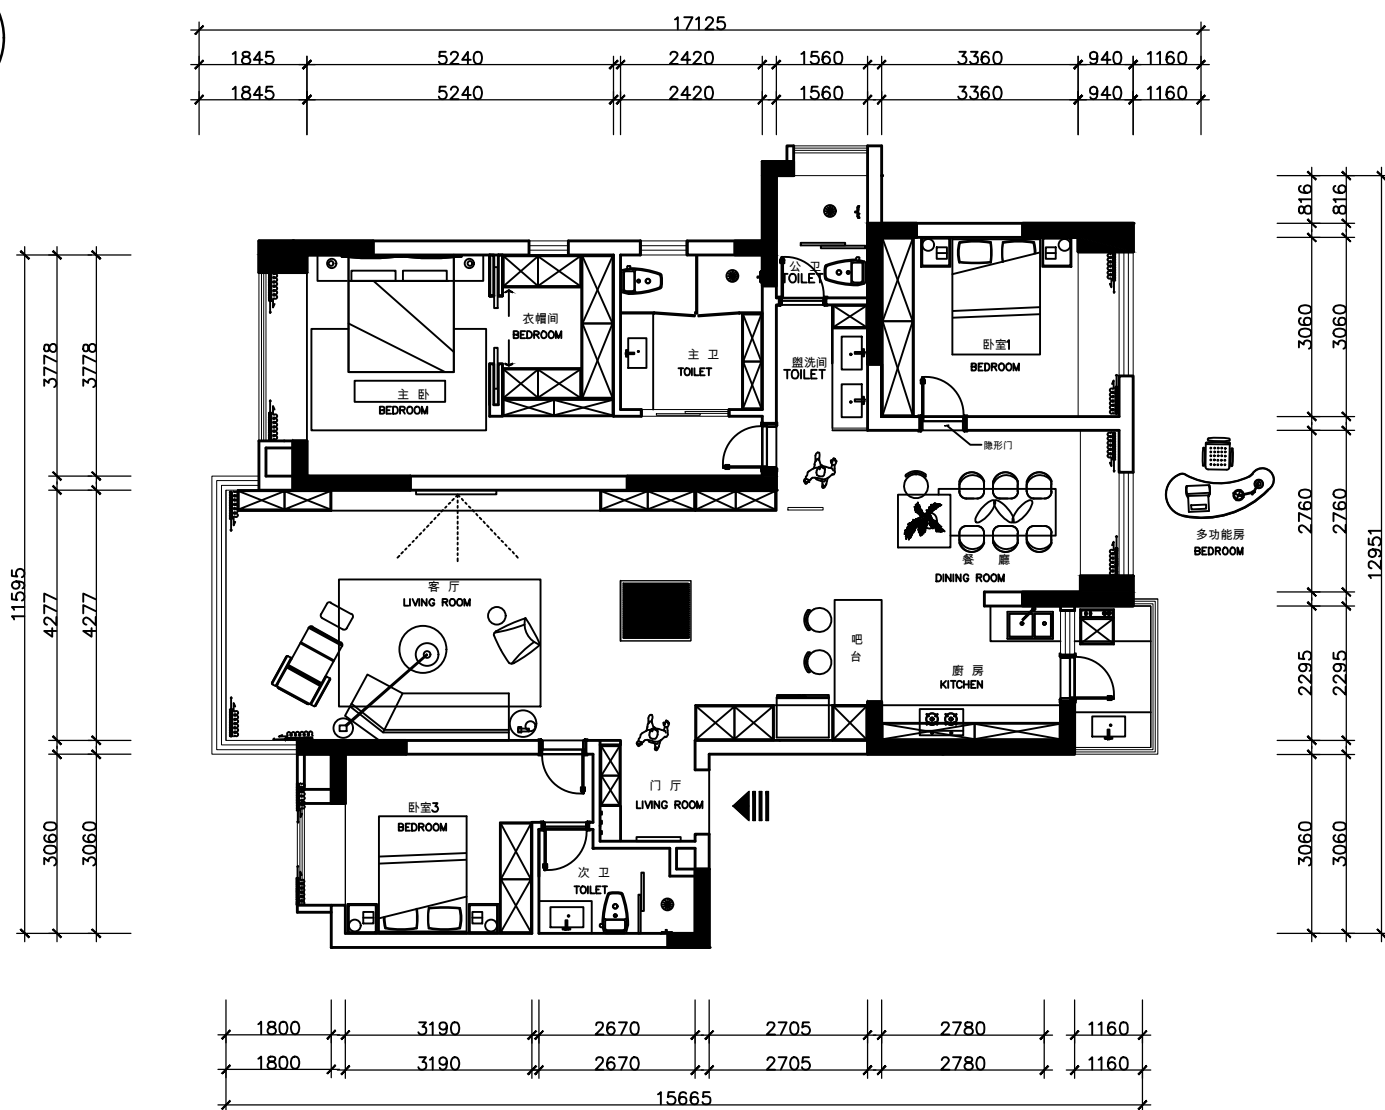 17125
1845 5240 2420 1560 3360 940 1160
1845 5240 2420 1560 3360 940 1160
11595
3778 4277 3060
3778 4277 3060
816 3060 2760 2295 3060
816 3060 2760 2295 3060
12951
公 卫
TOILET
衣帽间
BEDROOM
主 卫
TOILET
盥洗间
TOILET
卧室1
BEDROOM
主 卧
BEDROOM
隐形门
多功能房
BEDROOM
餐 廳
DINING ROOM
客 厅
LIVING ROOM
吧
台
厨 房
KITCHEN
门 厅
LIVING ROOM
卧室3
BEDROOM
次 卫
TOILET
1800 3190 2670 2705 2780 1160
1800 3190 2670 2705 2780 1160
15665